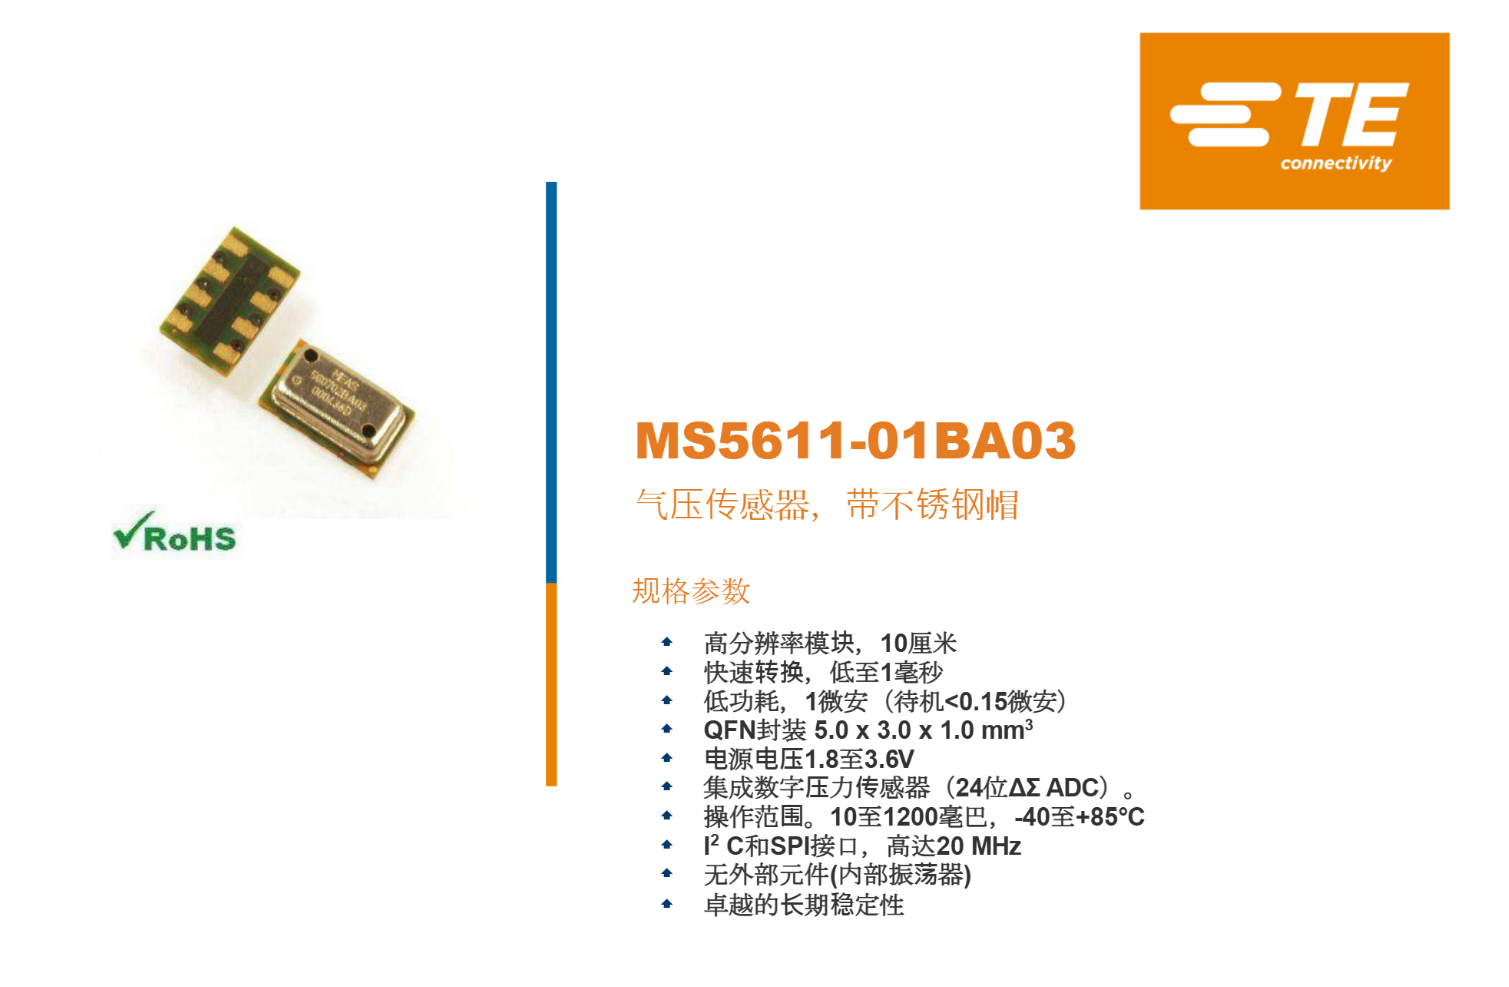 TE
connectivity
MEAS
560702BA03
000438D
RoHS
MS5611-01BA03
气压传感器，带不锈钢帽
规格参数
高分辨率模块，10厘米
快速转换，低至1毫秒
低功耗，1微安（待机<0.15微安）
QFN封装 5.0 x 3.0 x 1.0 mm³
电源电压1.8至3.6V
集成数字压力传感器（24位ΔΣ ADC）。
操作范围。10至1200毫巴，-40至+85°C
I² C和SPI接口，高达20 MHz
无外部元件(内部振荡器)
卓越的长期稳定性